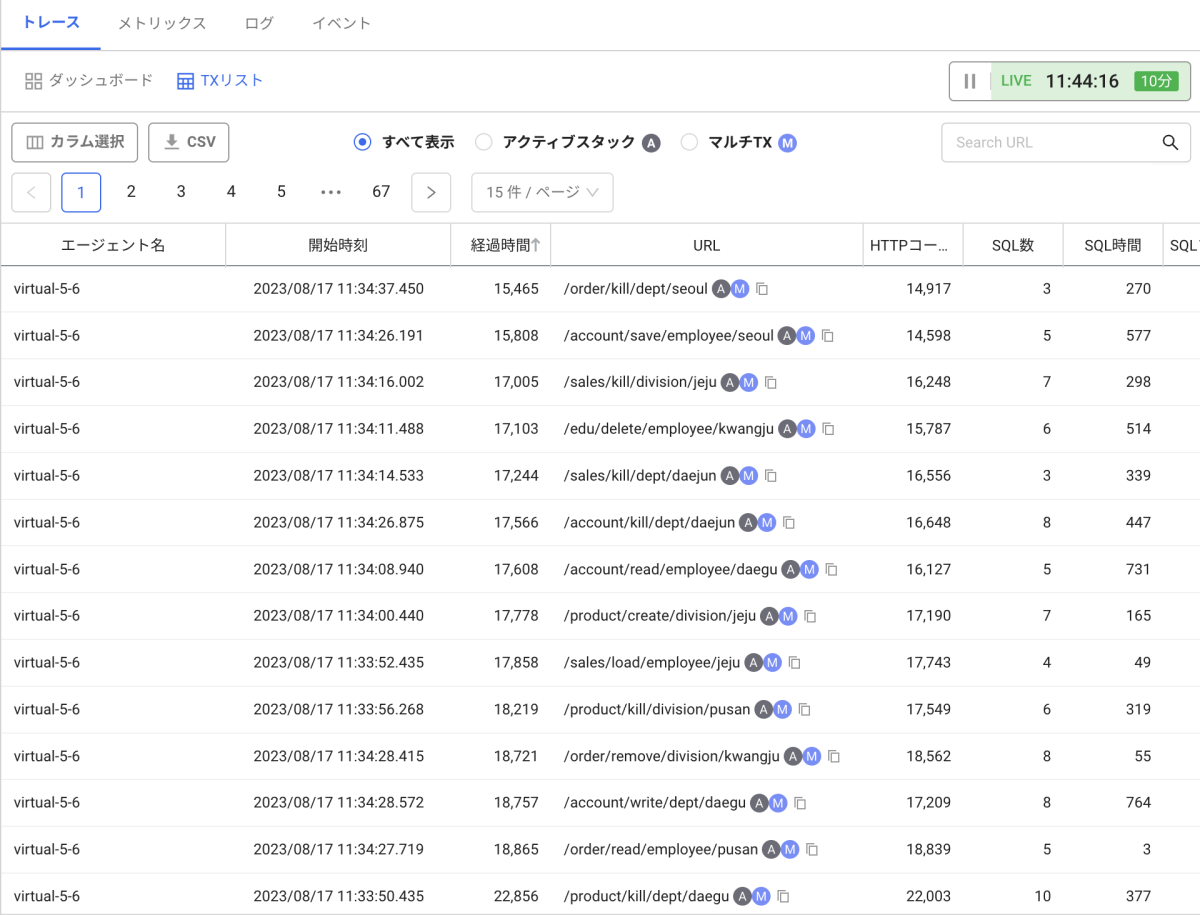 トレース メトリックス ログ イベント
ダッシュボード TXリスト LIVE 11:44:16 10分
カラム選択 CSV すべて表示 アクティブスタック A マルチTX M Search URL
1 2 3 4 5 ••• 67 15 件 / ページ
エージェント名 開始時刻 経過時間↑ URL HTTPコー... SQL数 SQL時間 SQL
virtual-5-6 2023/08/17 11:34:37.450 15,465 /order/kill/dept/seoul A M 14,917 3 270
virtual-5-6 2023/08/17 11:34:26.191 15,808 /account/save/employee/seoul A M 14,598 5 577
virtual-5-6 2023/08/17 11:34:16.002 17,005 /sales/kill/division/jeju A M 16,248 7 298
virtual-5-6 2023/08/17 11:34:11.488 17,103 /edu/delete/employee/kwangju A M 15,787 6 514
virtual-5-6 2023/08/17 11:34:14.533 17,244 /sales/kill/dept/daejun A M 16,556 3 339
virtual-5-6 2023/08/17 11:34:26.875 17,566 /account/kill/dept/daejun A M 16,648 8 447
virtual-5-6 2023/08/17 11:34:08.940 17,608 /account/read/employee/daegu A M 16,127 5 731
virtual-5-6 2023/08/17 11:34:00.440 17,778 /product/create/division/jeju A M 17,190 7 165
virtual-5-6 2023/08/17 11:33:52.435 17,858 /sales/load/employee/jeju A M 17,743 4 49
virtual-5-6 2023/08/17 11:33:56.268 18,219 /product/kill/division/pusan A M 17,549 6 319
virtual-5-6 2023/08/17 11:34:28.415 18,721 /order/remove/division/kwangju A M 18,562 8 55
virtual-5-6 2023/08/17 11:34:28.572 18,757 /account/write/dept/daegu A M 17,209 8 764
virtual-5-6 2023/08/17 11:34:27.719 18,865 /order/read/employee/pusan A M 18,839 5 3
virtual-5-6 2023/08/17 11:33:50.435 22,856 /product/kill/dept/daegu A M 22,003 10 377